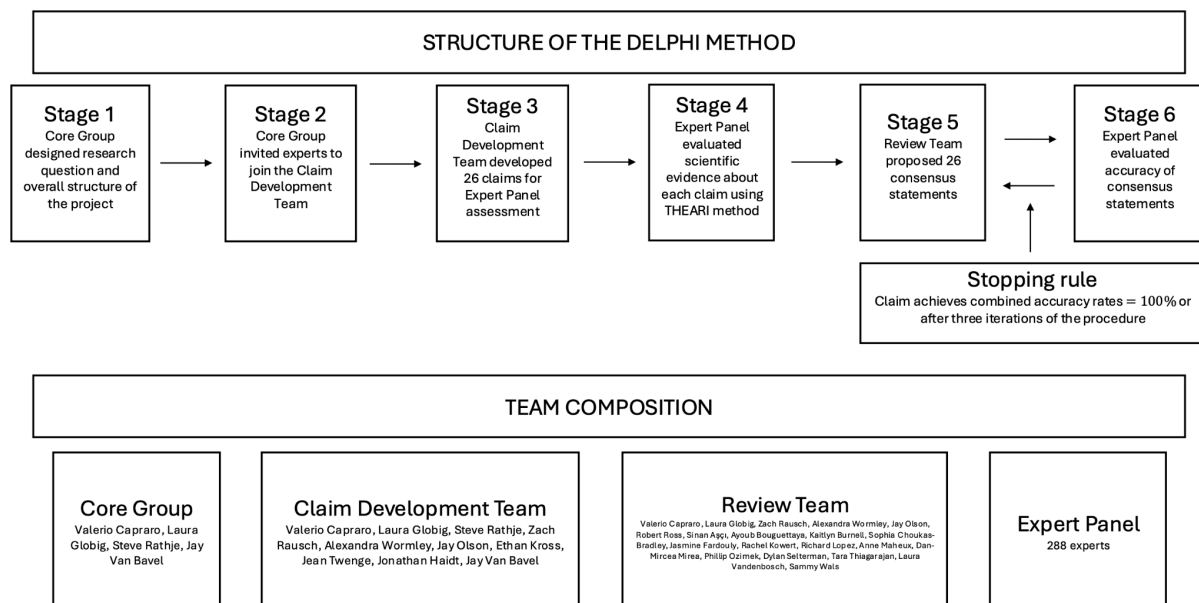 STRUCTURE OF THE DELPHI METHOD
Stage 1
Core Group
designed research
question and
overall structure of
the project
Stage 2
Core Group
invited experts to
join the Claim
Development
Team
Stage 3
Claim
Development
Team developed
26 claims for
Expert Panel
assessment
Stage 4
Expert Panel
evaluated
scientific
evidence about
each claim using
THEARI method
Stage 5
Review Team
proposed 26
consensus
statements
Stage 6
Expert Panel
evaluated
accuracy of
consensus
statements
Stopping rule
Claim achieves combined accuracy rates = 100% or
after three iterations of the procedure
TEAM COMPOSITION
Core Group
Valerio Capraro, Laura
Globig, Steve Rathje, Jay
Van Bavel
Claim Development Team
Valerio Capraro, Laura Globig, Steve Rathje, Zach
Rausch, Alexandra Wormley, Jay Olson, Ethan Kross,
Jean Twenge, Jonathan Haidt, Jay Van Bavel
Review Team
Valerio Capraro, Laura Globig, Zach Rausch, Alexandra Wormley, Jay Olson,
Robert Ross, Sinan Aşçı, Ayoub Bouguettaya, Kaitlyn Burnell, Sophia Choukas-
Bradley, Jasmine Fardouly, Rachel Kowert, Richard Lopez, Anne Maheux, Dan-
Mircea Mirea, Phillip Ozimek, Dylan Selterman, Tara Thiagarajan, Laura
Vandenbosch, Sammy Wals
Expert Panel
288 experts